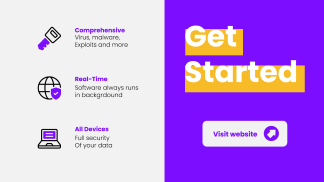 Comprehensive
Virus, malware,
Exploits and more
Real-Time
Software always runs
in background
All Devices
Full security
Of your data
Get
Started
Visit website